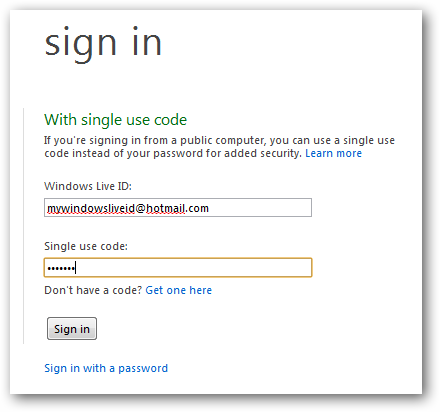 sign in
With single use code
If you're signing in from a public computer, you can use a single use
code instead of your password for added security. Learn more
Windows Live ID:
mywindowsliveid@hotmail.com
Single use code:
•••••••
Don't have a code? Get one here
Sign in
Sign in with a password